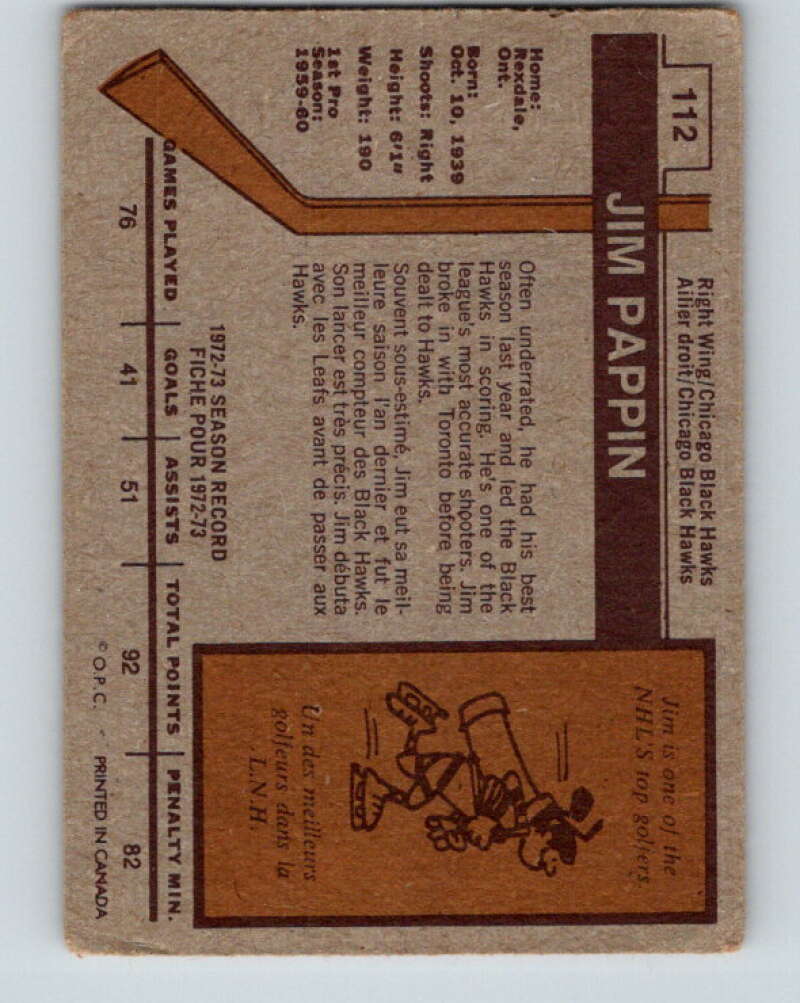 112
Right Wing/Chicago Black Hawks
Ailier droit/Chicago Black Hawks
JIM PAPPIN
Home:
Rexdale,
Ont.
Born:
Oct. 10, 1939
Shoots: Right
Height: 6'1"
Weight: 190
1st Pro
Season:
1959-60
Often underrated, he had his best
season last year and led the Black
Hawks in scoring. He's one of the
league's most accurate shooters. Jim
broke in with Toronto before being
dealt to Hawks.
Souvent sous-estimé, Jim eut sa meil-
leure saison l'an dernier et fut le
meilleur compteur des Black Hawks.
Son lancer est très précis. Jim débuta
avec les Leafs avant de passer aux
Hawks.
Jim is one of the
NHL'S top golfers
Un des meilleurs
golfeurs dans la
L.N.H.
1972-73 SEASON RECORD
FICHE POUR 1972-73
GAMES PLAYED GOALS ASSISTS TOTAL POINTS PENALTY MIN.
76 41 51 92 82
© O.P.C. PRINTED IN CANADA